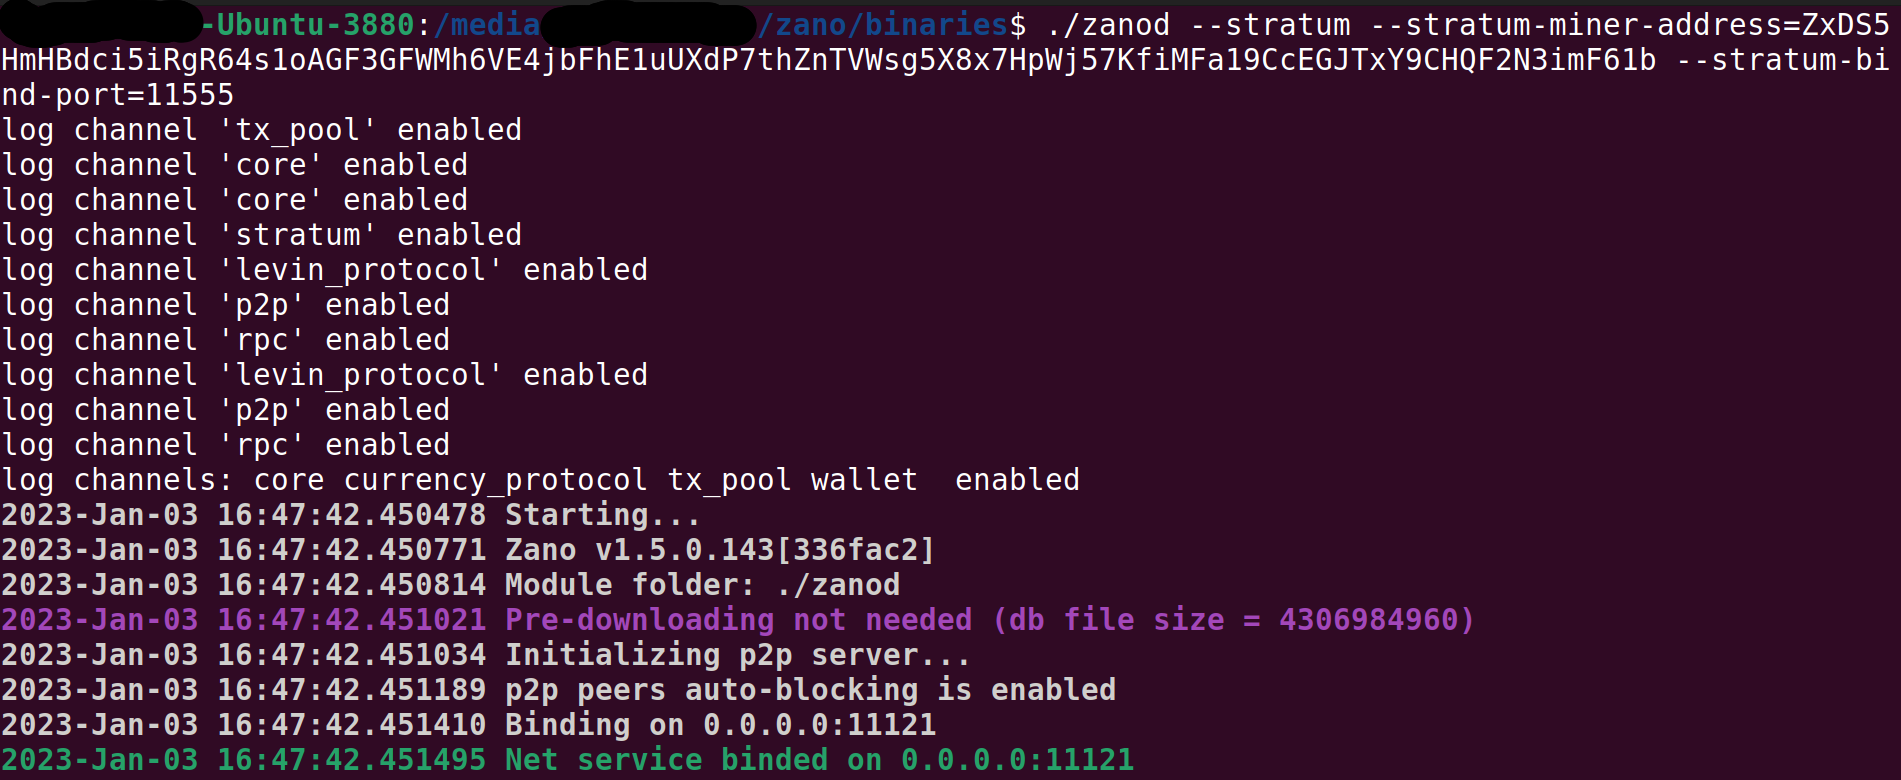 -Ubuntu-3880:/media /zano/binaries$ ./zanod --stratum --stratum-miner-address=ZxDS5
HmHBdci5iRgR64s1oAGF3GFWMh6VE4jbFhE1uUXdP7thZnTVWsg5X8x7HpWj57KfiMFa19CcEGJTxY9CHQF2N3imF61b --stratum-bi
nd-port=11555
log channel 'tx_pool' enabled
log channel 'core' enabled
log channel 'core' enabled
log channel 'stratum' enabled
log channel 'levin_protocol' enabled
log channel 'p2p' enabled
log channel 'rpc' enabled
log channel 'levin_protocol' enabled
log channel 'p2p' enabled
log channel 'rpc' enabled
log channels: core currency_protocol tx_pool wallet  enabled
2023-Jan-03 16:47:42.450478 Starting...
2023-Jan-03 16:47:42.450771 Zano v1.5.0.143[336fac2]
2023-Jan-03 16:47:42.450814 Module folder: ./zanod
2023-Jan-03 16:47:42.451021 Pre-downloading not needed (db file size = 4306984960)
2023-Jan-03 16:47:42.451034 Initializing p2p server...
2023-Jan-03 16:47:42.451189 p2p peers auto-blocking is enabled
2023-Jan-03 16:47:42.451410 Binding on 0.0.0.0:11121
2023-Jan-03 16:47:42.451495 Net service binded on 0.0.0.0:11121